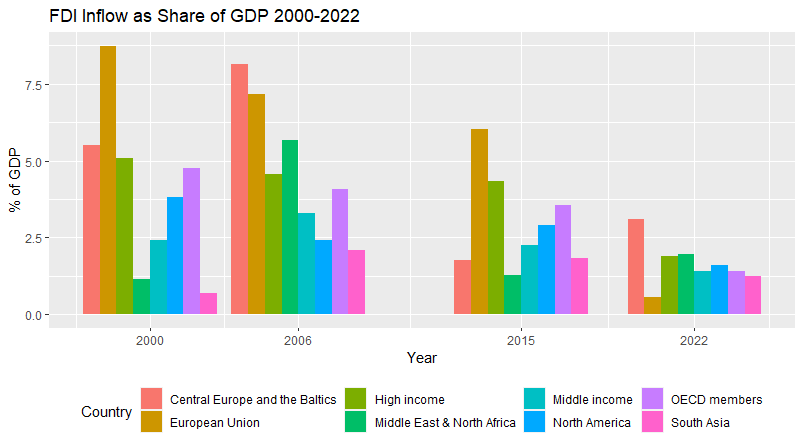 FDI Inflow as Share of GDP 2000-2022
% of GDP
7.5
5.0
2.5
0.0
2000 2006 2015 2022
Year
Country
Central Europe and the Baltics High income Middle income OECD members
European Union Middle East & North Africa North America South Asia